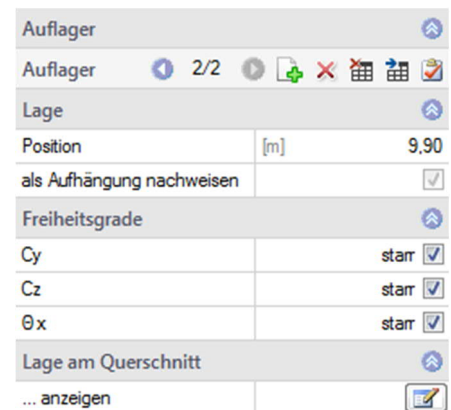 Auflager
Auflager 2/2
Lage
Position [m] 9,90
als Aufhängung nachweisen
Freiheitsgrade
Cy starr
Cz starr
Θx starr
Lage am Querschnitt
... anzeigen